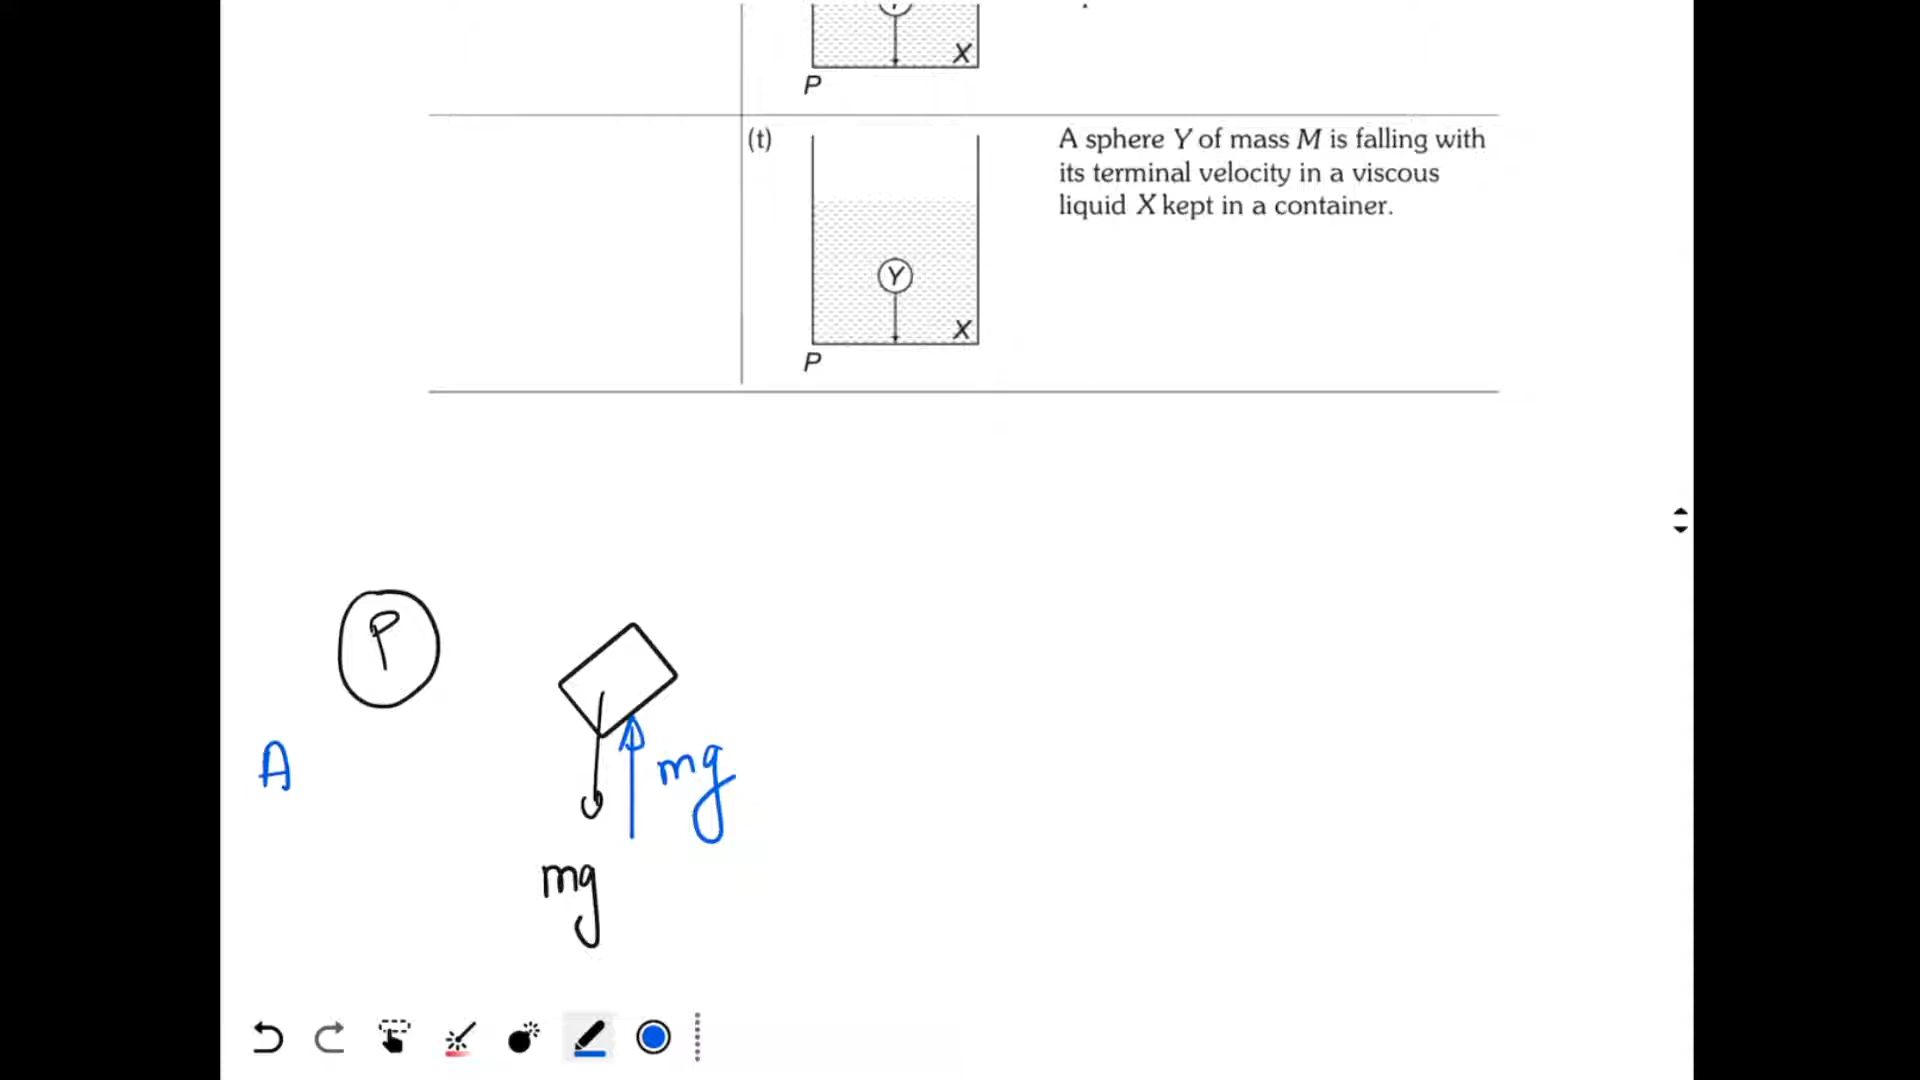 X
P
(t)
A sphere Y of mass M is falling with
its terminal velocity in a viscous
liquid X kept in a container.
Y
X
P
P
A
mg
mg